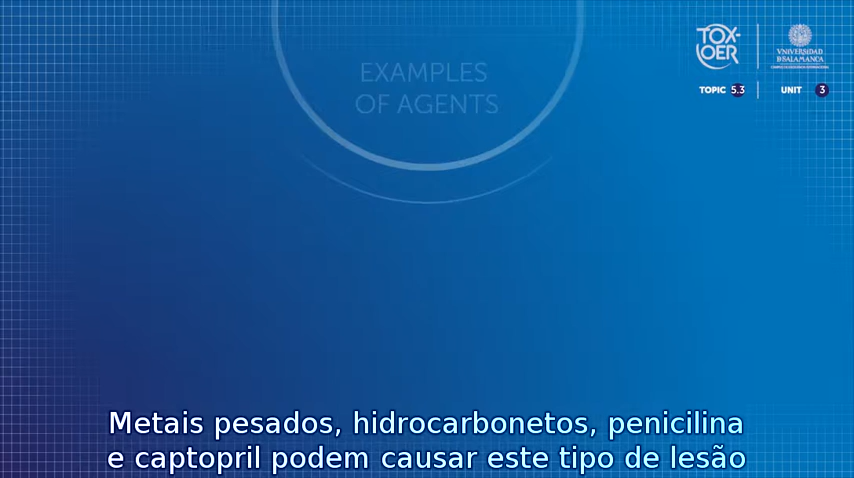 TOX-
OER
VNIVERSIDAD
D SALAMANCA
TOPIC 5.3 UNIT 3
EXAMPLES
OF AGENTS
Metais pesados, hidrocarbonetos, penicilina
e captopril podem causar este tipo de lesão